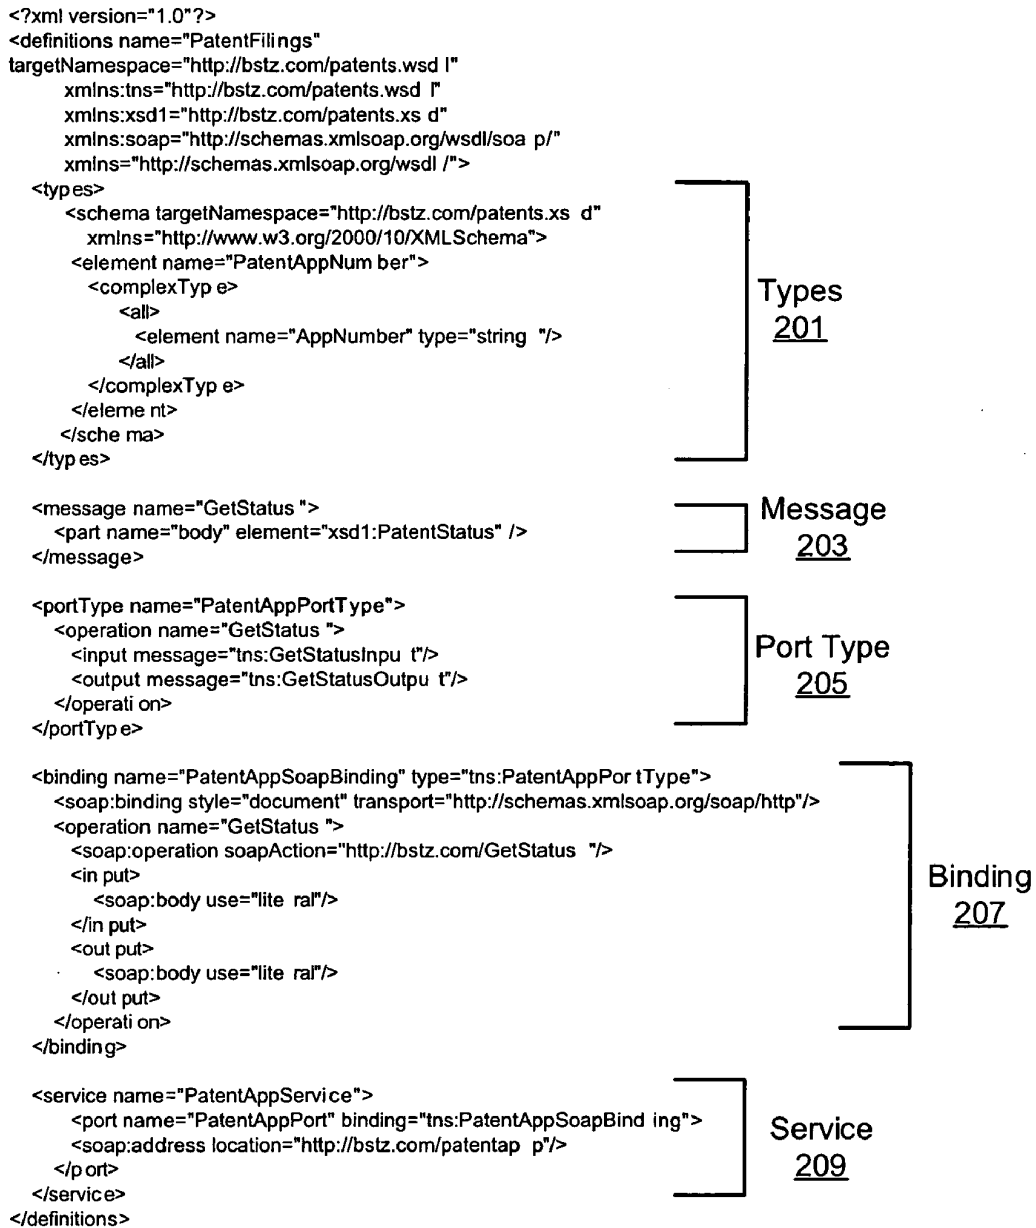 <?xml version="1.0"?>
<definitions name="PatentFilings"
targetNamespace="http://bstz.com/patents.wsd l"
xmlns:tns="http://bstz.com/patents.wsd l"
xmlns:xsd1="http://bstz.com/patents.xs d"
xmlns:soap="http://schemas.xmlsoap.org/wsdl/soa p/"
xmlns="http://schemas.xmlsoap.org/wsdl /">
<typ es>
<schema targetNamespace="http://bstz.com/patents.xs d"
xmlns="http://www.w3.org/2000/10/XMLSchema">
<element name="PatentAppNum ber">
<complexTyp e>
<all>
<element name="AppNumber" type="string "/>
</all>
</complexTyp e>
</eleme nt>
</sche ma>
</typ es>
Types
201
<message name="GetStatus ">
<part name="body" element="xsd1:PatentStatus" />
</message>
Message
203
<portType name="PatentAppPortType">
<operation name="GetStatus ">
<input message="tns:GetStatusInpu t"/>
<output message="tns:GetStatusOutpu t"/>
</operati on>
</portTyp e>
Port Type
205
<binding name="PatentAppSoapBinding" type="tns:PatentAppPor tType">
<soap:binding style="document" transport="http://schemas.xmlsoap.org/soap/http"/>
<operation name="GetStatus ">
<soap:operation soapAction="http://bstz.com/GetStatus "/>
<in put>
<soap:body use="lite ral"/>
</in put>
<out put>
<soap:body use="lite ral"/>
</out put>
</operati on>
</bindin g>
Binding
207
<service name="PatentAppService">
<port name="PatentAppPort" binding="tns:PatentAppSoapBind ing">
<soap:address location="http://bstz.com/patentap p"/>
</p ort>
</servic e>
</definitions>
Service
209